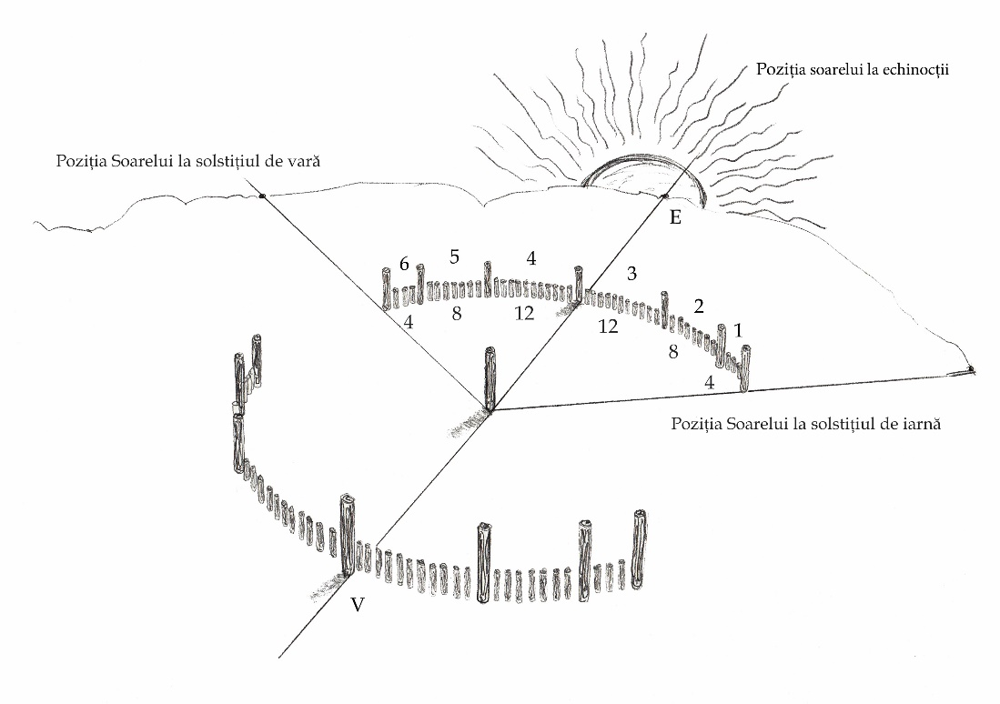 Poziția soarelui la echinocții
Poziția Soarelui la solstițiul de vară
E
6
5
4
3
2
1
4
8
12
12
8
4
Poziția Soarelui la solstițiul de iarnă
V